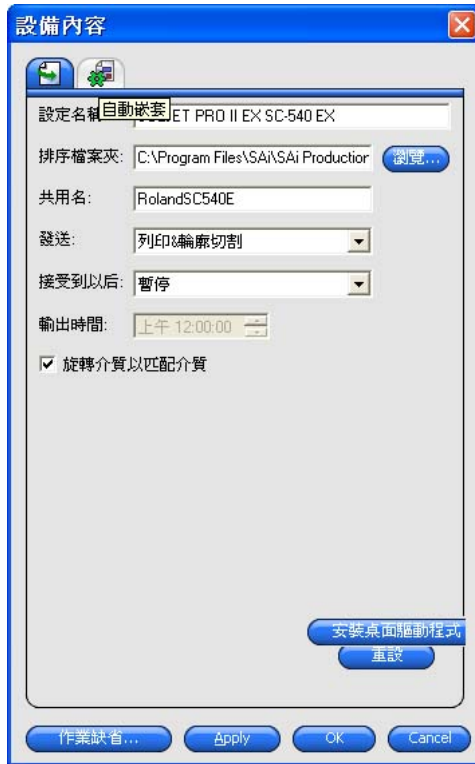 設備內容
自動嵌套
設定名稱 JET PRO II EX SC-540 EX
排序檔案夾: C:\Program Files\SAi\SAi Production 瀏覽...
共用名: RolandSC540E
發送: 列印&輪廓切割
接受到以后: 暫停
輸出時間: 上午 12:00:00
旋轉介質以匹配介質
安裝桌面驅動程式
重設
作業缺省... Apply OK Cancel